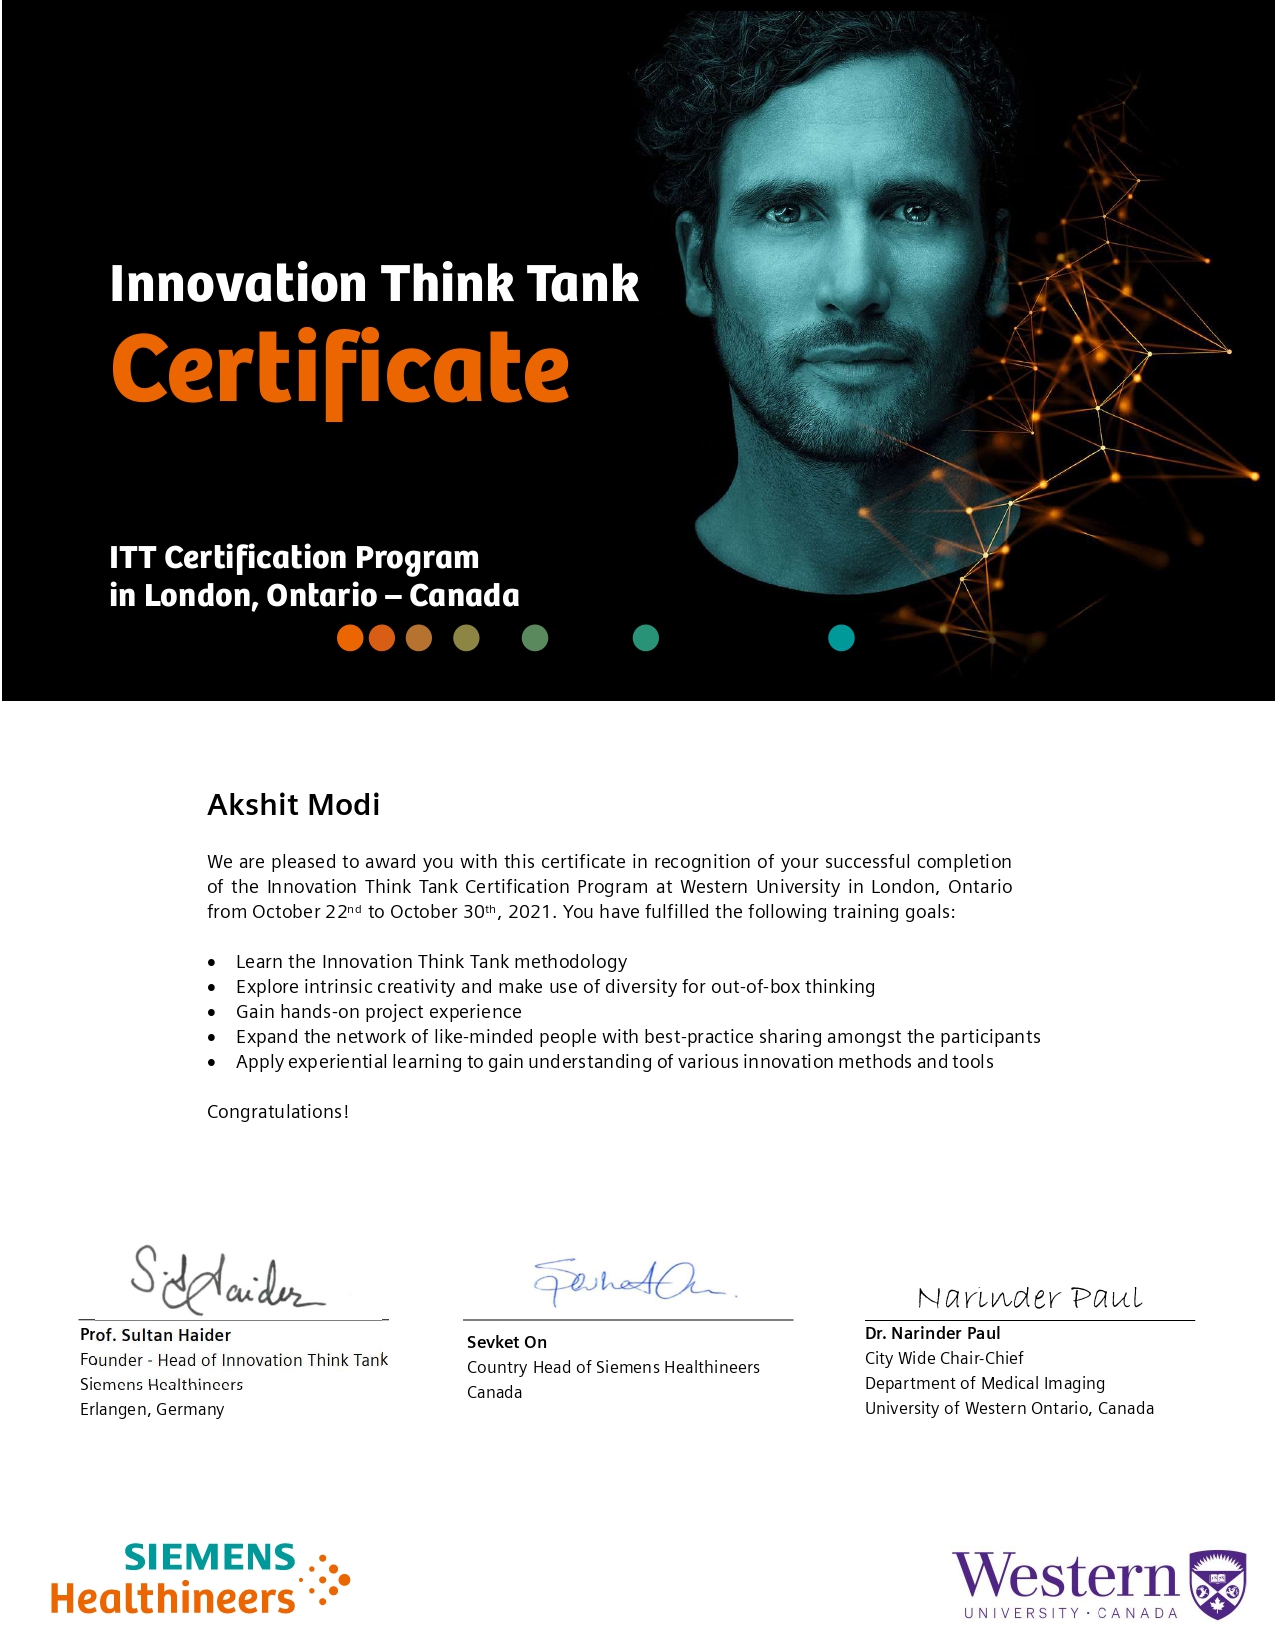 Innovation Think Tank
Certificate
ITT Certification Program
in London, Ontario – Canada
Akshit Modi
We are pleased to award you with this certificate in recognition of your successful completion
of the Innovation Think Tank Certification Program at Western University in London, Ontario
from October 22nd to October 30th, 2021. You have fulfilled the following training goals:
• Learn the Innovation Think Tank methodology
• Explore intrinsic creativity and make use of diversity for out-of-box thinking
• Gain hands-on project experience
• Expand the network of like-minded people with best-practice sharing amongst the participants
• Apply experiential learning to gain understanding of various innovation methods and tools
Congratulations!
S. Haider
Prof. Sultan Haider
Founder - Head of Innovation Think Tank
Siemens Healthineers
Erlangen, Germany
Sevket On
Sevket On
Country Head of Siemens Healthineers
Canada
Narinder Paul
Dr. Narinder Paul
City Wide Chair-Chief
Department of Medical Imaging
University of Western Ontario, Canada
SIEMENS
Healthineers
Western
UNIVERSITY · CANADA